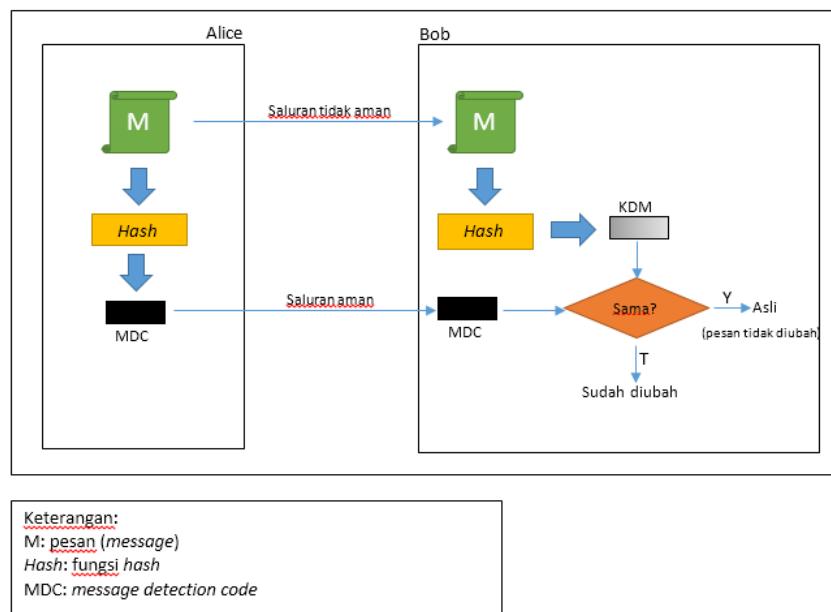 Alice
Bob
M
Saluran tidak aman
M
Hash
Hash
KDM
MDC
Saluran aman
MDC
Sama?
Y
Asli
(pesan tidak diubah)
T
Sudah diubah
Keterangan:
M: pesan (message)
Hash: fungsi hash
MDC: message detection code